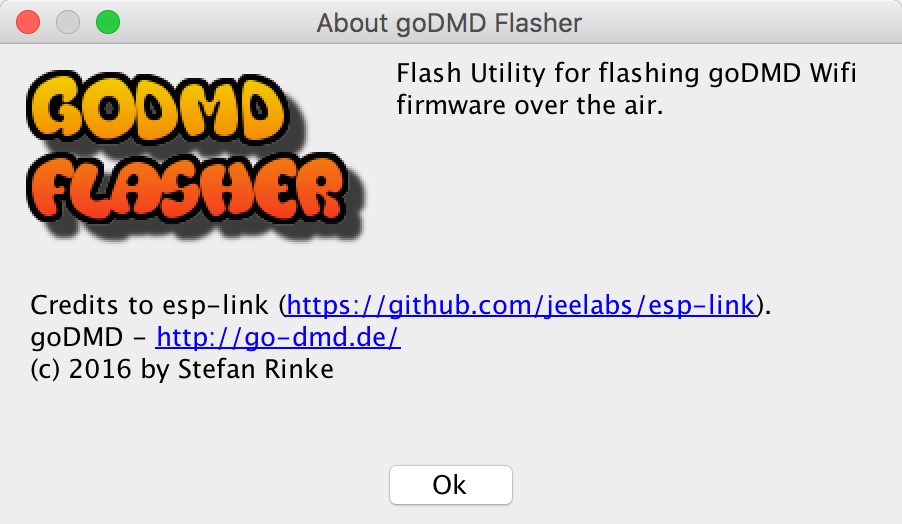 About goDMD Flasher
GODMD
FLASHER
Flash Utility for flashing goDMD Wifi
firmware over the air.
Credits to esp-link (https://github.com/jeelabs/esp-link).
goDMD - http://go-dmd.de/
(c) 2016 by Stefan Rinke
Ok